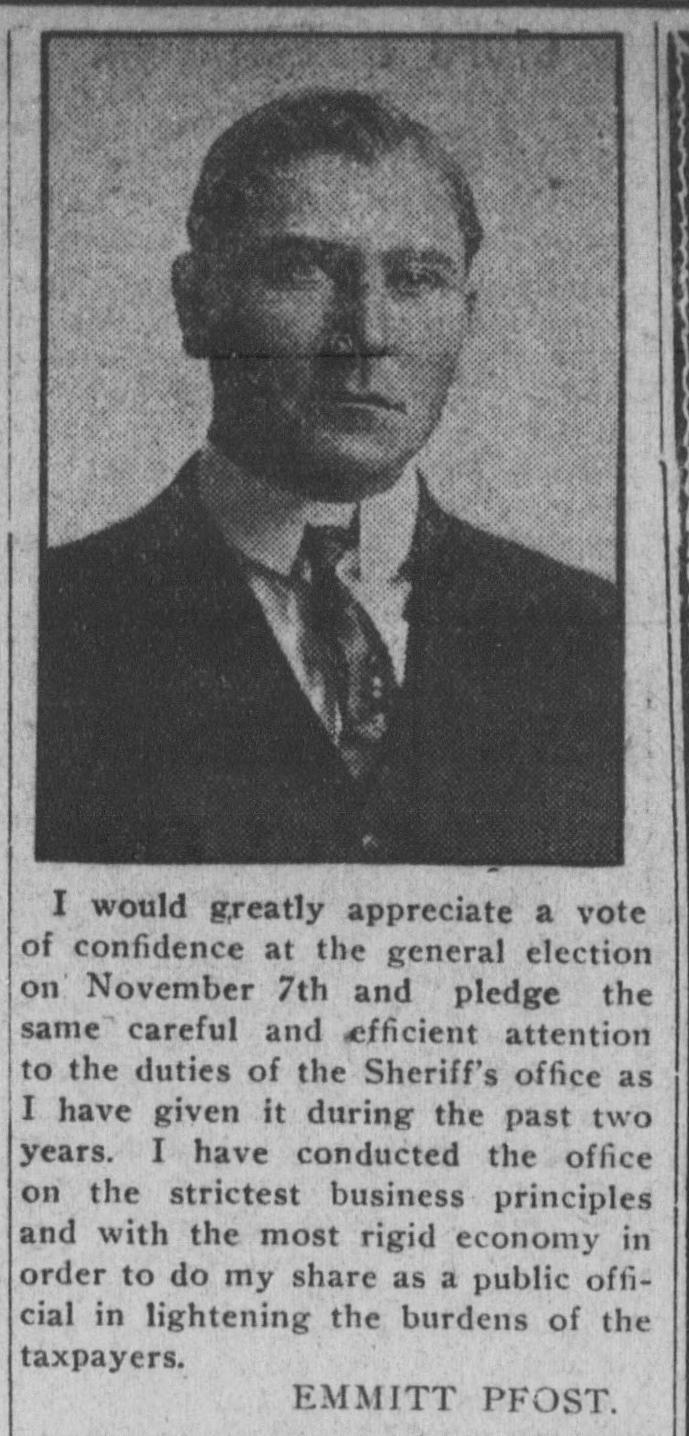 I would greatly appreciate a vote
of confidence at the general election
on November 7th and pledge the
same careful and efficient attention
to the duties of the Sheriff's office as
I have given it during the past two
years. I have conducted the office
on the strictest business principles
and with the most rigid economy in
order to do my share as a public offi-
cial in lightening the burdens of the
taxpayers.
EMMITT PFOST.